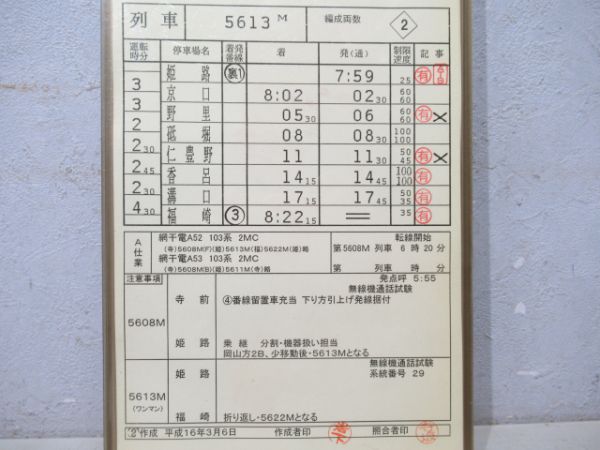 列車 5613M 編成両数 2
運転時分 停車場名 着発番線 着 発(通) 制限速度 記事
姫路 裏1 7:59 25 有
3
京口 8:02 02 30 60 60 有
3
野里 05 30 06 60 60 有 ×
2
砥堀 08 08 30 100 100 有
2 30
仁豊野 11 11 30 50 45 有 ×
2 45
香呂 14 15 14 45 100 100 有
2 30
溝口 17 15 17 45 50 35 有
4 30
福崎 ③ 8:22 15 = 35 有
A仕業 網干電A52 103系 2MC 転線開始
(寺)5608M(F)(姫)5613M(福)5622M(姫)略 第5608M 列車 6 時 20分
網干電A53 103系 2MC
(寺)5608M(B)(姫)5611M(寺)略 第 列車 時 分
注意事項 発点呼 5:55
無線機通話試験
5608M 寺前 ④番線留置車充当 下り方引上げ発線据付
姫路 乗継 分割・機器扱い担当
岡山方2B、少移動後・5613Mとなる
無線機通話試験
5613M (ワンマン) 姫路 系統番号 29
福崎 折り返し・5622Mとなる
2 作成 平成16年3月6日 作成者印 照合者印